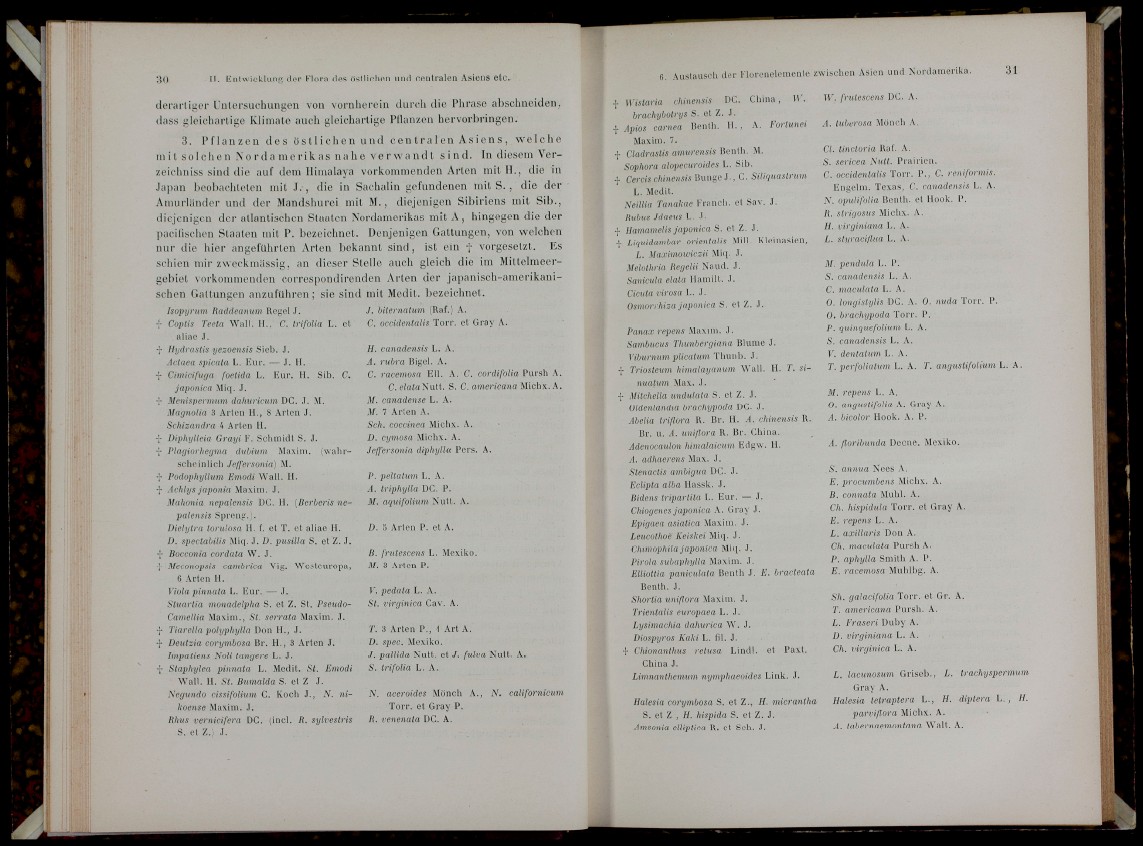 30 II. Entwicklung der Flora des östlichen und centralen Asiens etc.
derartiger Untersuchungen von vornherein durch die Phrase abschneiden,
dass gleichartige Klimate auch gleichartige Pflanzen hervorbringen.
3. Pflanzen des östlichen und centralen Asiens, welche
mit solchen Nordamerikas nahe verwandt sind. In diesem Ver-
zeichniss sind die auf dem Himalaya vorkommenden Arten mit H., die in
Japan beobachteten mit J., die in Sachalin gefundenen mit S., die der
Amurländer und der Mandshurei mit M., diejenigen Sibiriens mit Sib.,
diejenigen der atlantischen Staaten Nordamerikas mit A, hingegen die der
pacifischen Staaten mit P. bezeichnet. Denjenigen Gattungen, von welchen
nur die hier angeführten Arten bekannt sind, ist ein † vorgesetzt. Es
schien mir zweckmässig, an dieser Stelle auch gleich die im Mittelmeer-
gebiet vorkommenden correspondirenden Arten der japanisch-amerikani-
schen Gattungen anzuführen; sie sind mit Medit. bezeichnet.
Isopyrum Raddeanum Regel J. J. biternatum (Raf.) A.
† Coptis Teeta Wall. H., C. trifolia L. et C. occidentalis Torr. et Gray A.
aliae J.
† Hydrastis yezoensis Sieb. J. H. canadensis L. A.
Actaea spicata L. Eur. — J. H. A. rubra Bigel. A.
† Cimicifuga foetida L. Eur. H. Sib. C. C. racemosa Ell. A. C. cordifolia Pursh A.
japonica Miq. J. C. elata Nutt. S. C. americana Michx. A.
† Menispermum dahuricum DC. J. M. M. canadense L. A.
Magnolia 3 Arten H., 8 Arten J. M. 7 Arten A.
Schizandra 4 Arten H. Sch. coccinea Michx. A.
† Diphylleia Grayi F. Schmidt S. J. D. cymosa Michx. A.
† Plagiorhegma dubium Maxim. (wahr- Jeffersonia diphylla Pers. A.
scheinlich Jeffersonia) M.
† Podophyllum Emodi Wall. H. P. peltatum L. A.
† Achlys japonia Maxim. J. A. triphylla DC. P.
Mahonia nepalensis DC. H. (Berberis ne- M. aquifolium Nutt. A.
palensis Spreng.).
Dielytra torulosa H. f. et T. et aliae H. D. 5 Arten P. et A.
D. spectabilis Miq. J. D. pusilla S. et Z. J.
† Bocconia cordata W. J. B. frutescens L. Mexiko.
† Meconopsis cambrica Vig. Westeuropa, M. 3 Arten P.
6 Arten H.
Viola pinnata L. Eur. — J. V. pedata L. A.
Stuartia monadelpha S. et Z. St. Pseudo- St. virginica Cav. A.
Camellia Maxim., St. serrata Maxim. J.
† Tiarella polyphylla Don H., J. T. 3 Arten P., 1 Art A.
† Deutzia corymbosa Br. H., 3 Arten J. D. spec. Mexiko.
Impatiens Noli tangere L. J. J. pallida Nutt. et J. fulva Nutt. A.
† Staphylea pinnata L. Medit. St. Emodi S. trifolia L. A.
Wall. H. St. Bumalda S. et Z J.
Negundo cissifolium C. Koch J., N. ni- N. aceroides Mönch A., N. californicum
koense Maxim. J. Torr. et Gray P.
Rhus vernicifera DC. (incl. R. sylvestris R. venenata DC. A.
S. et Z.) J.
6. Austausch der Florenelemente zwischen Asien und Nordamerika. 31
† Wistaria chinensis DC. China, W. W. frutescens DC. A.
brachybotrys S. et Z. J.
† Apios carnea Benth. H., A. Fortunei A. tuberosa Mönch A.
Maxim. 7.
† Cladrastis amurensis Benth. M. Cl. tinctoria Raf. A.
Sophora alopecuroides L. Sib. S. sericea Nutt. Prairien.
† Cercis chinensis Bunge J., C. Siliquastrum C. occidentalis Torr. P., C. reniformis.
L. Medit. Engelm. Texas, C. canadensis L. A.
Neillia Tanakae Franch. et Sav. J. N. opulifolia Benth. et Hook. P.
Rubus Jdaeus L. J. R. strigosus Michx. A.
† Hamamelis japonica S. et Z. J. H. virginiana L. A.
† Liquidambar orientalis Mill Kleinasien, L. styraciflua L. A.
L. Maximowiczii Miq. J.
Melothria Regelii Naud. J. M. pendula L. P.
Sanicula elata Hamilt. J. S. canadensis L. A.
Cicuta virosa L. J. C. maculata L. A.
Osmorrhiza japonica S. et Z. J. O. longistylis DC. A. O. nuda Torr. P.
O. brachypoda Torr. P.
Panax repens Maxim. J. P. quinquefolium L. A.
Sambucus Thunbergiana Blume J. S. canadensis L. A.
Viburnum plicatum Thunb. J. V. dentatum L. A.
† Triosteum himalayanum Wall. H. T. si- T. perfoliatum L. A. T. angustifolium L. A.
nuatum Max. J.
† Mitchella undulata S. et Z. J. M. repens L. A.
Oldenlandia brachypoda DC. J. O. angustifolia A. Gray A.
Abelia triflora R. Br. H. A. chinensis R. A. bicolor Hook. A. P.
Br. u. A. uniflora R. Br. China.
Adenocaulon himalaicum Edgw. H. A. floribunda Decne. Mexiko.
A. adhaerens Max. J.
Stenactis ambigua DC. J. S. annua Nees A.
Eclipta alba Hassk. J. E. procumbens Michx. A.
Bidens tripartita L. Eur. — J. B. connata Muhl. A.
Chiogenes japonica A. Gray J. Ch. hispidula Torr. et Gray A.
Epigaea asiatica Maxim. J. E. repens L. A.
Leucothoë Keiskei Miq. J. L. axillaris Don A.
Chimophila japonica Miq. J. Ch. maculata Pursh A.
Pirola subaphylla Maxim. J. P. aphylla Smith A. P.
Elliottia paniculata Benth J. E. bracteata E. racemosa Muhlbg. A.
Benth. J.
Shortia uniflora Maxim. J. Sh. galacifolia Torr. et Gr. A.
Trientalis europaea L. J. T. americana Pursh. A.
Lysimachia dahurica W. J. L. Fraseri Duby A.
Diospyros Kaki L. fil. J. D. virginiana L. A.
† Chionanthus retusa Lindl. et Paxt. Ch. virginica L. A.
China J.
Limnanthemum nymphaeoides Link. J. L. lacunosum Griseb., L. trachyspermum
Gray A.
Halesia corymbosa S. et Z., H. micrantha Halesia tetraptera L., H. diptera L., H.
S. et Z, H. hispida S. et Z. J. parviflora Michx. A.
Amsonia elliptica R. et Sch. J. A. tabernaemontana Walt. A.